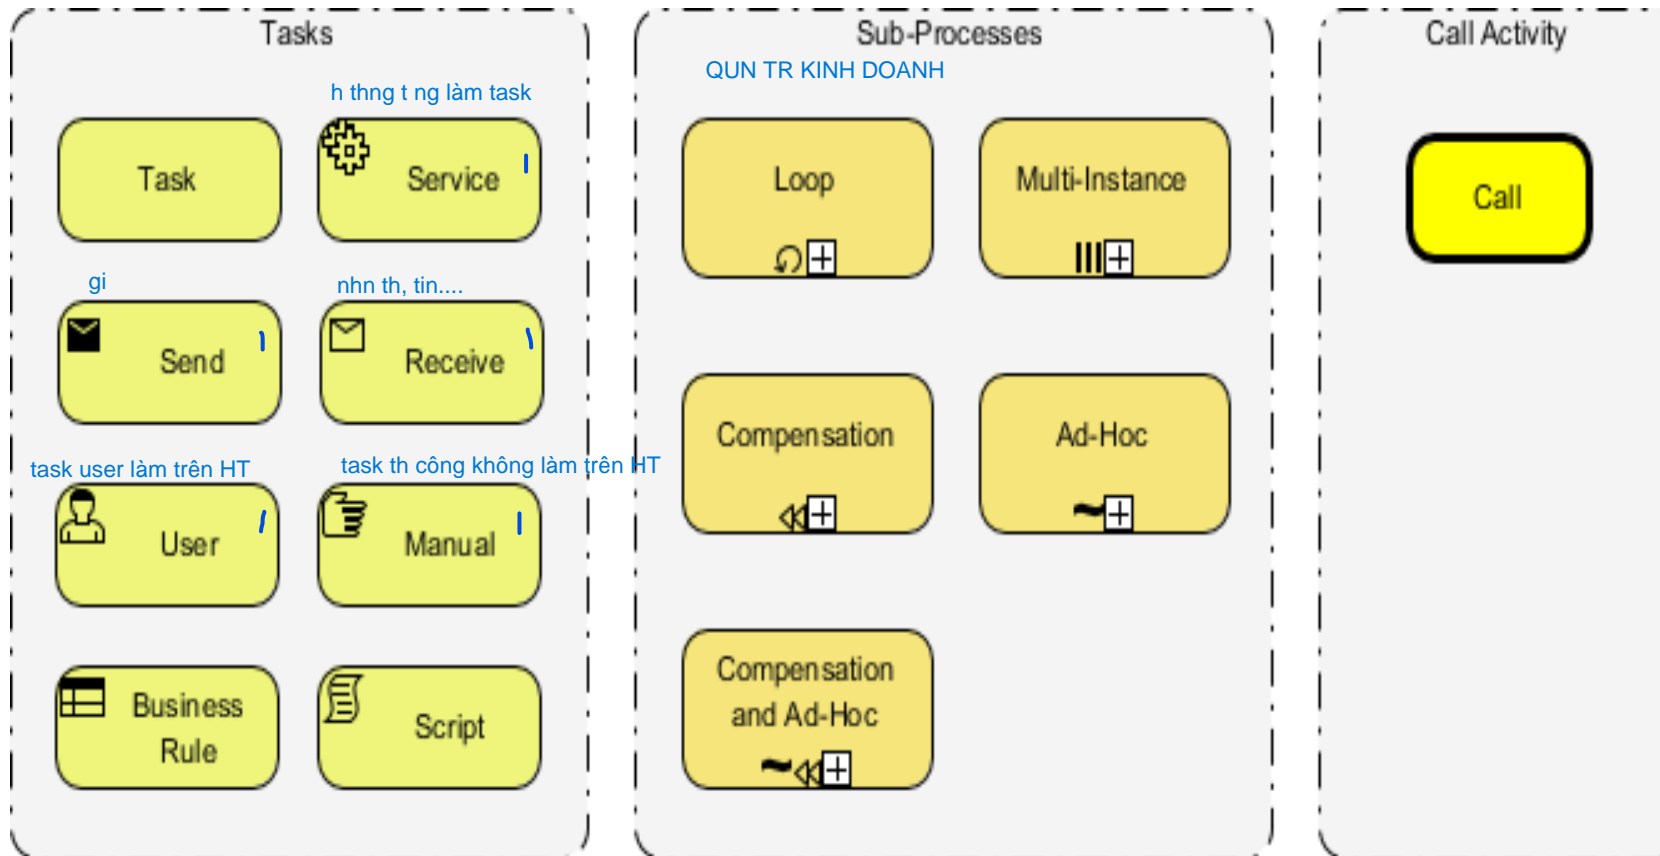 Tasks
h thng t ng làm task
Task
Service
gi
nhn th, tin....
Send
Receive
task user làm trên HT
task th công không làm trên HT
User
Manual
Business
Rule
Script
Sub-Processes
QUN TR KINH DOANH
Loop
Multi-Instance
Compensation
Ad-Hoc
Compensation
and Ad-Hoc
Call Activity
Call